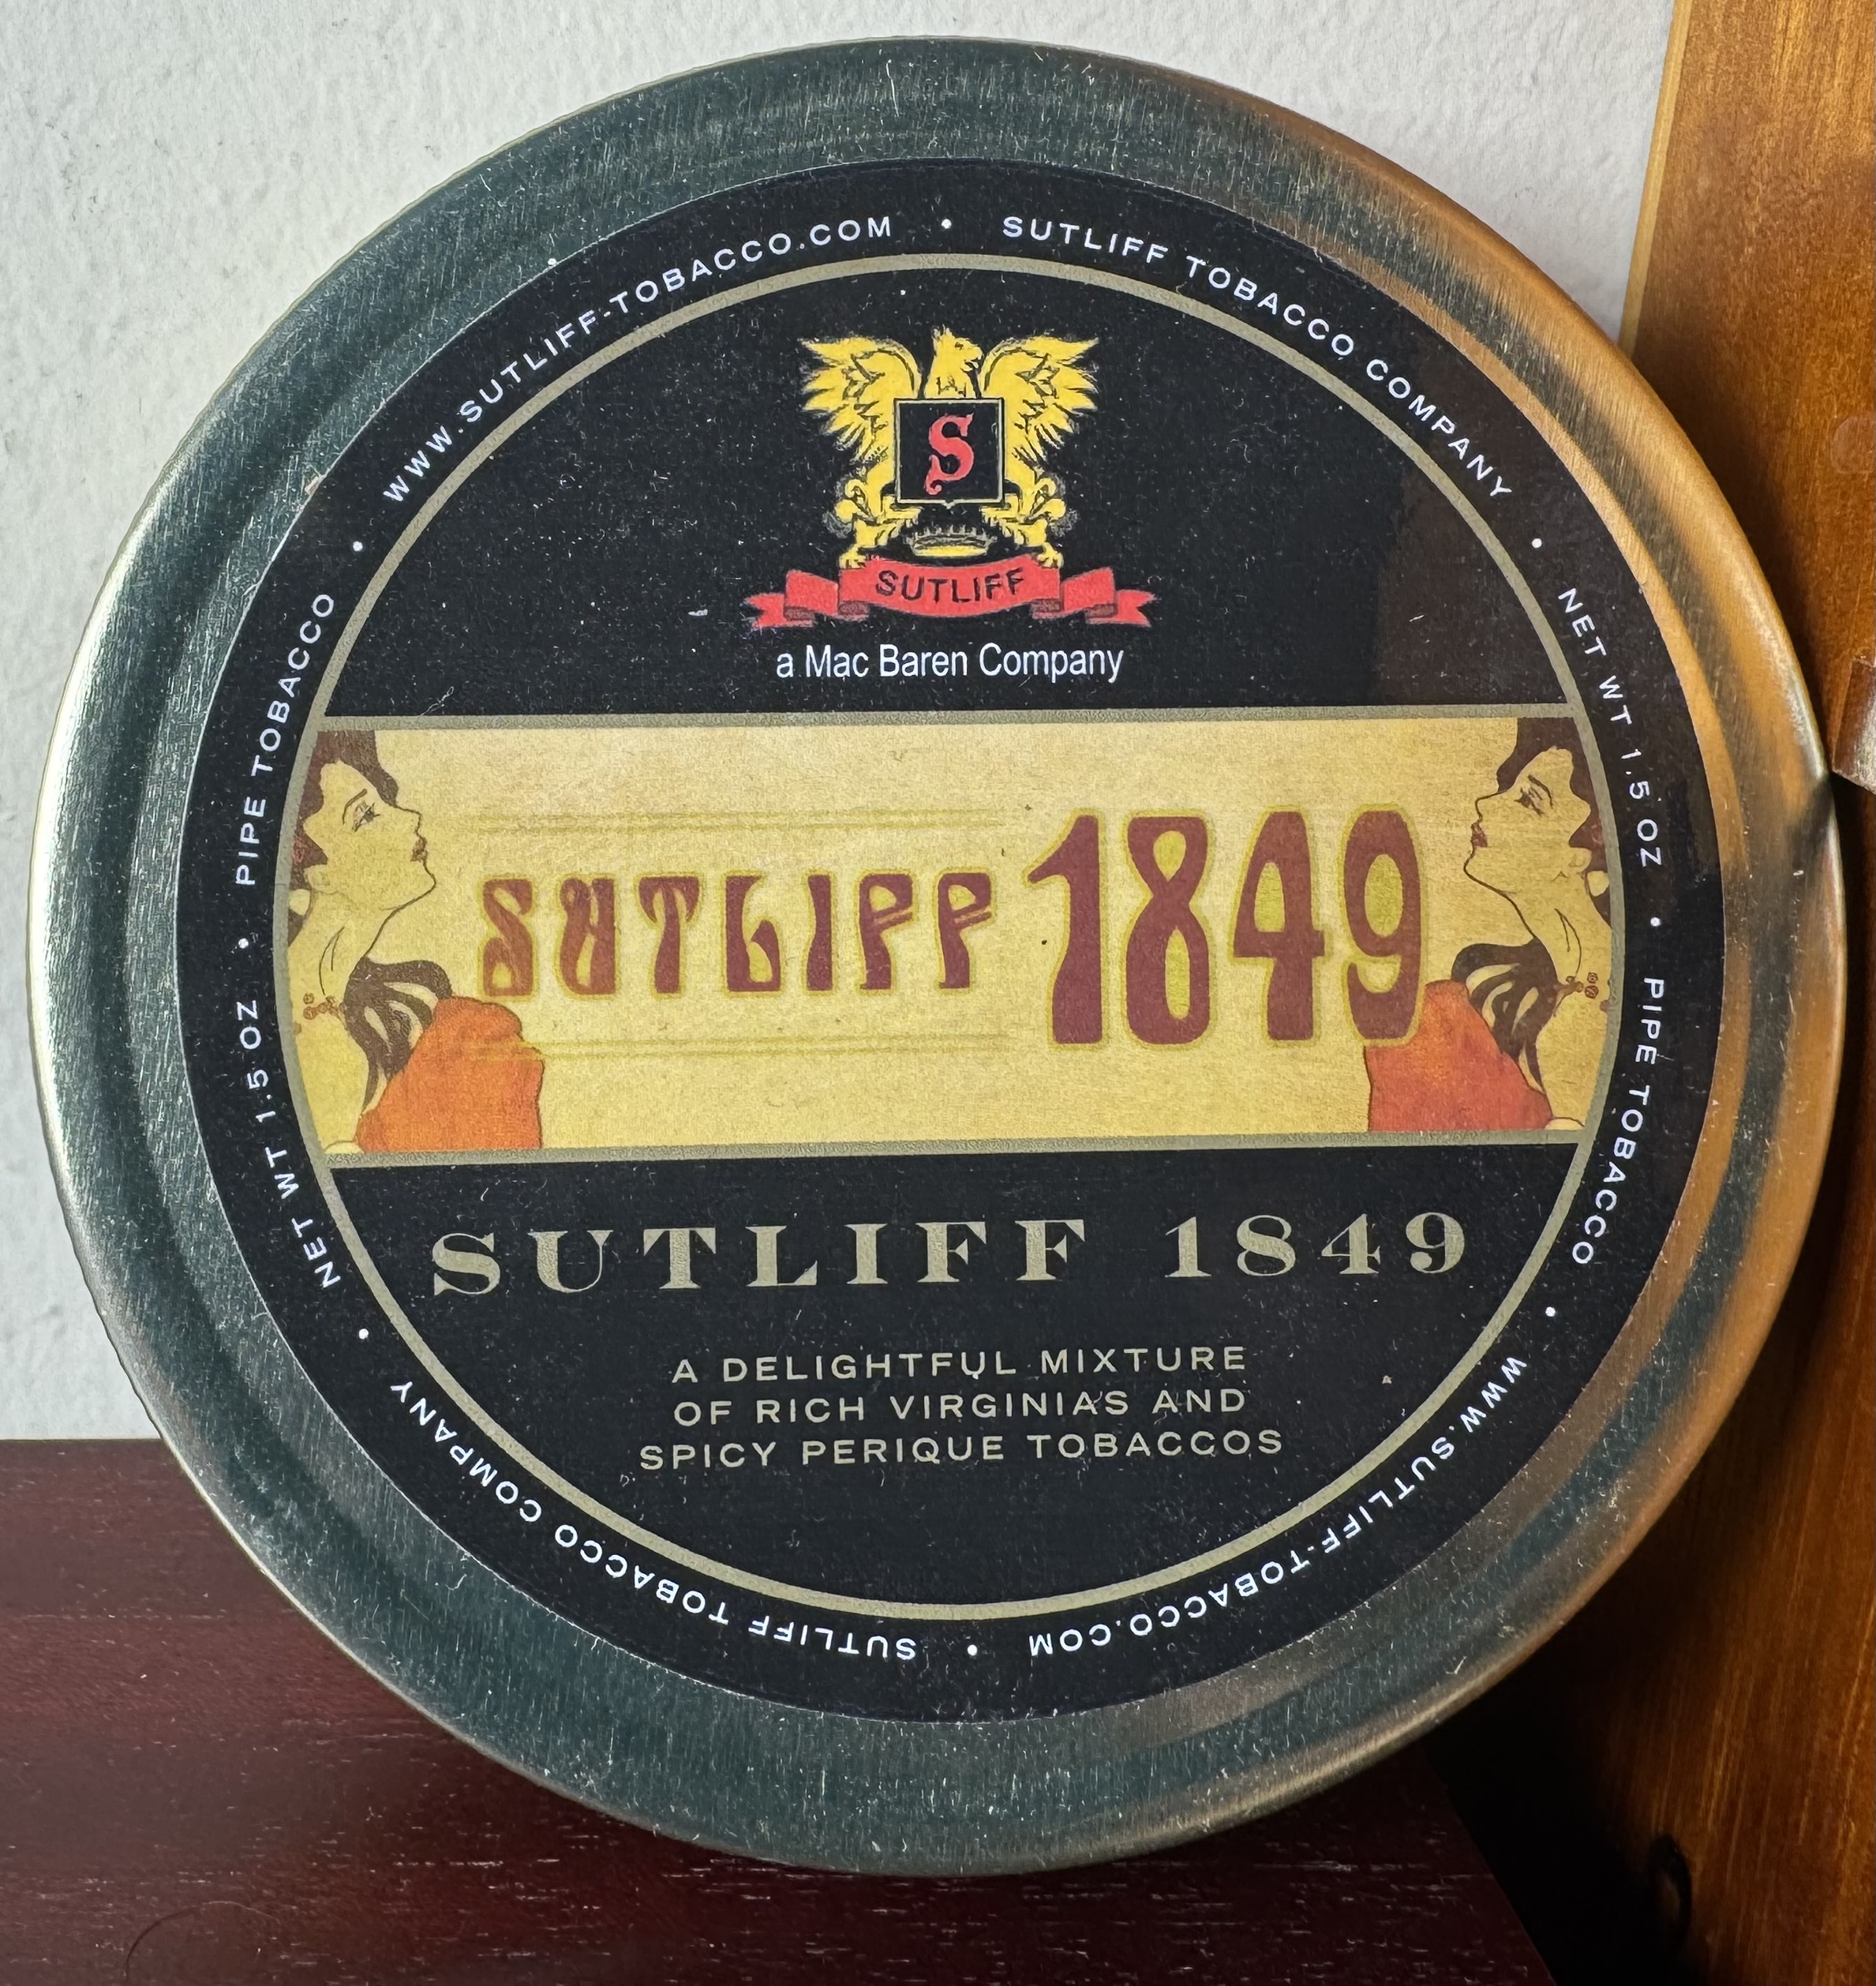 WWW.SUTLIFF-TOBACCO.COM • SUTLIFF TOBACCO COMPANY • NET WT 1.5 OZ • PIPE TOBACCO • WWW.SUTLIFF-TOBACCO.COM • SUTLIFF TOBACCO COMPANY • NET WT 1.5 OZ • PIPE TOBACCO •
S
SUTLIFF
a Mac Baren Company
SUTLIFF 1849
SUTLIFF 1849
A DELIGHTFUL MIXTURE
OF RICH VIRGINIAS AND
SPICY PERIQUE TOBACCOS